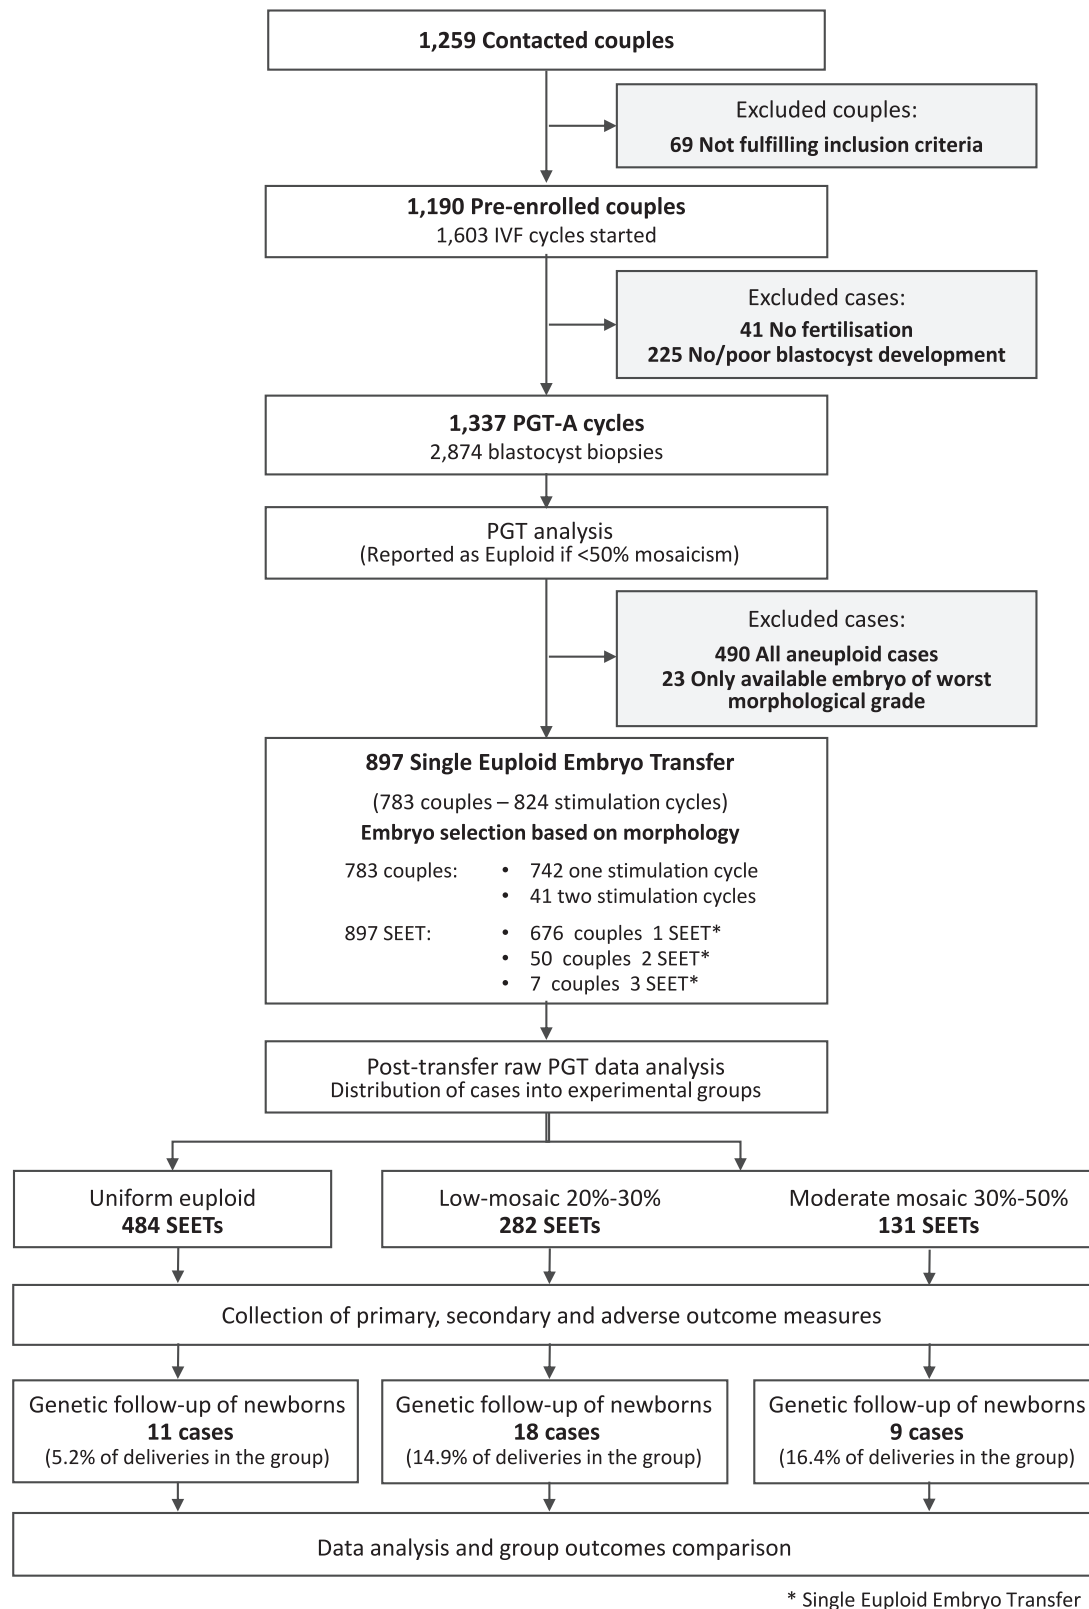 1,259 Contacted couples
Excluded couples:
69 Not fulfilling inclusion criteria
1,190 Pre-enrolled couples
1,603 IVF cycles started
Excluded cases:
41 No fertilisation
225 No/poor blastocyst development
1,337 PGT-A cycles
2,874 blastocyst biopsies
PGT analysis
(Reported as Euploid if <50% mosaicism)
Excluded cases:
490 All aneuploid cases
23 Only available embryo of worst
morphological grade
897 Single Euploid Embryo Transfer
(783 couples – 824 stimulation cycles)
Embryo selection based on morphology
783 couples: • 742 one stimulation cycle
• 41 two stimulation cycles
897 SEET: • 676 couples 1 SEET*
• 50 couples 2 SEET*
• 7 couples 3 SEET*
Post-transfer raw PGT data analysis
Distribution of cases into experimental groups
Uniform euploid
484 SEETs
Low-mosaic 20%-30%
282 SEETs
Moderate mosaic 30%-50%
131 SEETs
Collection of primary, secondary and adverse outcome measures
Genetic follow-up of newborns
11 cases
(5.2% of deliveries in the group)
Genetic follow-up of newborns
18 cases
(14.9% of deliveries in the group)
Genetic follow-up of newborns
9 cases
(16.4% of deliveries in the group)
Data analysis and group outcomes comparison
* Single Euploid Embryo Transfer